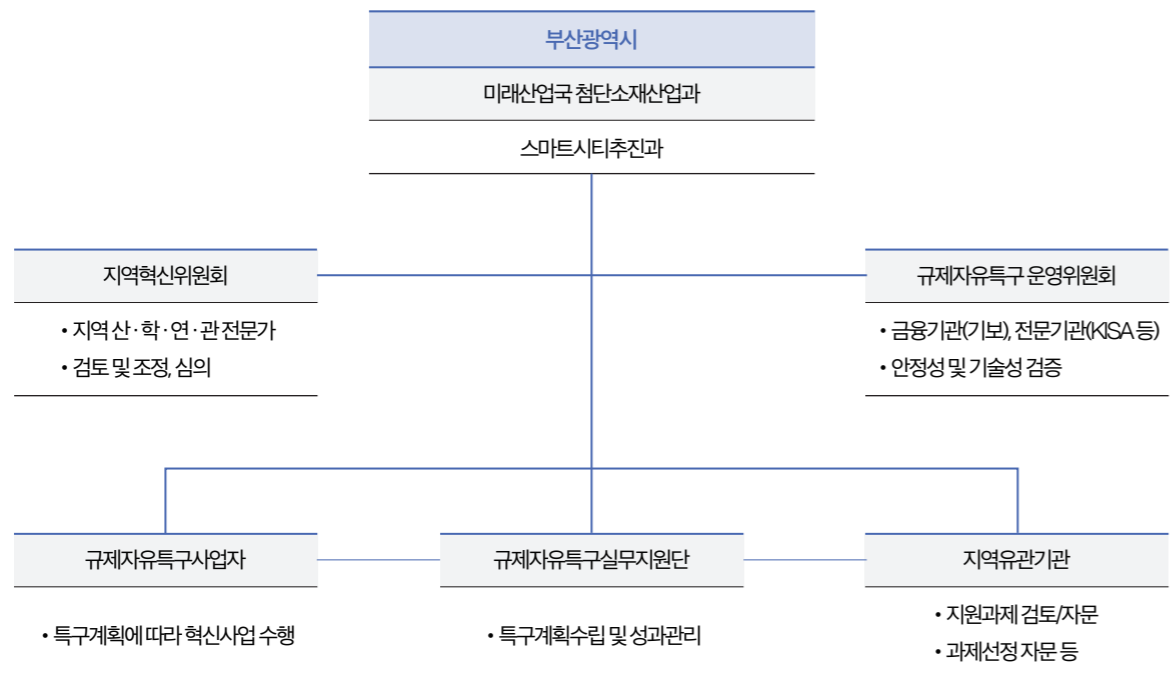 부산광역시
미래산업국 첨단소재산업과
스마트시티추진과
지역혁신위원회
• 지역 산·학·연·관 전문가
• 검토 및 조정, 심의
규제자유특구 운영위원회
• 금융기관(기보), 전문기관(KISA 등)
• 안정성 및 기술성 검증
규제자유특구사업자
• 특구계획에 따라 혁신사업 수행
규제자유특구실무지원단
• 특구계획수립 및 성과관리
지역유관기관
• 지원과제 검토/자문
• 과제선정 자문 등